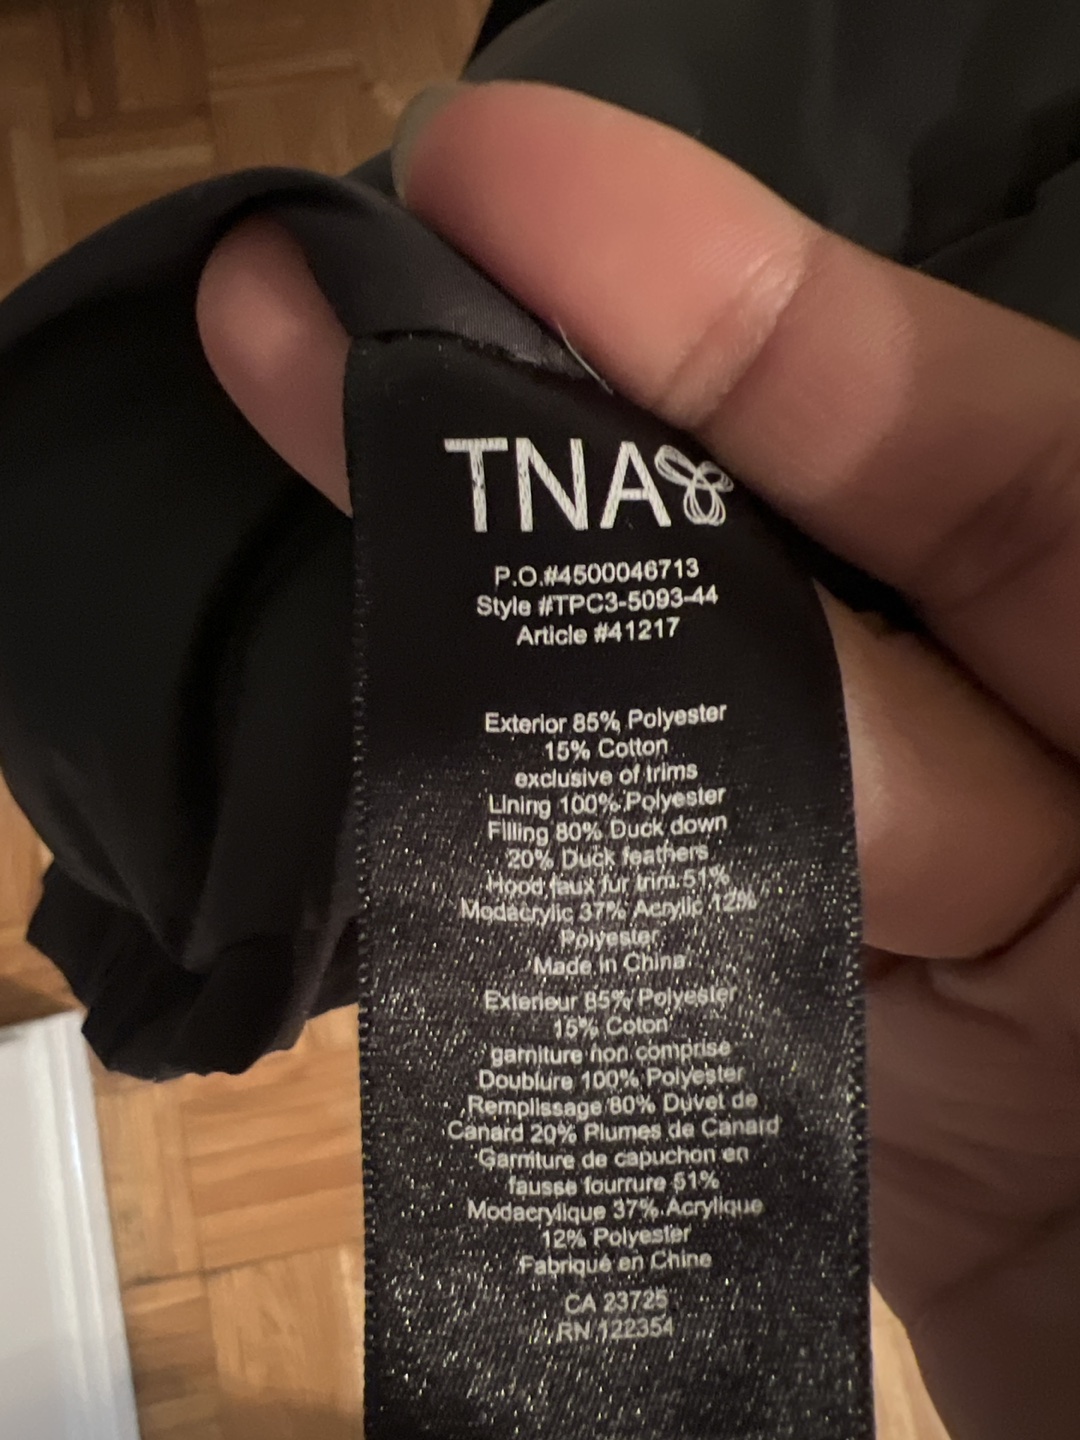 TNA
P.O.#4500046713
Style #TPC3-5093-44
Article #41217
Exterior 85% Polyester
15% Cotton
exclusive of trims
Lining 100% Polyester
Filling 80% Duck down
20% Duck feathers
Hood faux fur trim 51%
Modacrylic 37% Acrylic 12%
Polyester
Made in China
Exterieur 85% Polyester
15% Coton
garniture non comprise
Doublure 100% Polyester
Remplissage 80% Duvet de
Canard 20% Plumes de Canard
Garniture de capuchon en
fausse fourrure 51%
Modacrylique 37% Acrylique
12% Polyester
Fabriqué en Chine
CA 23725
RN 122354